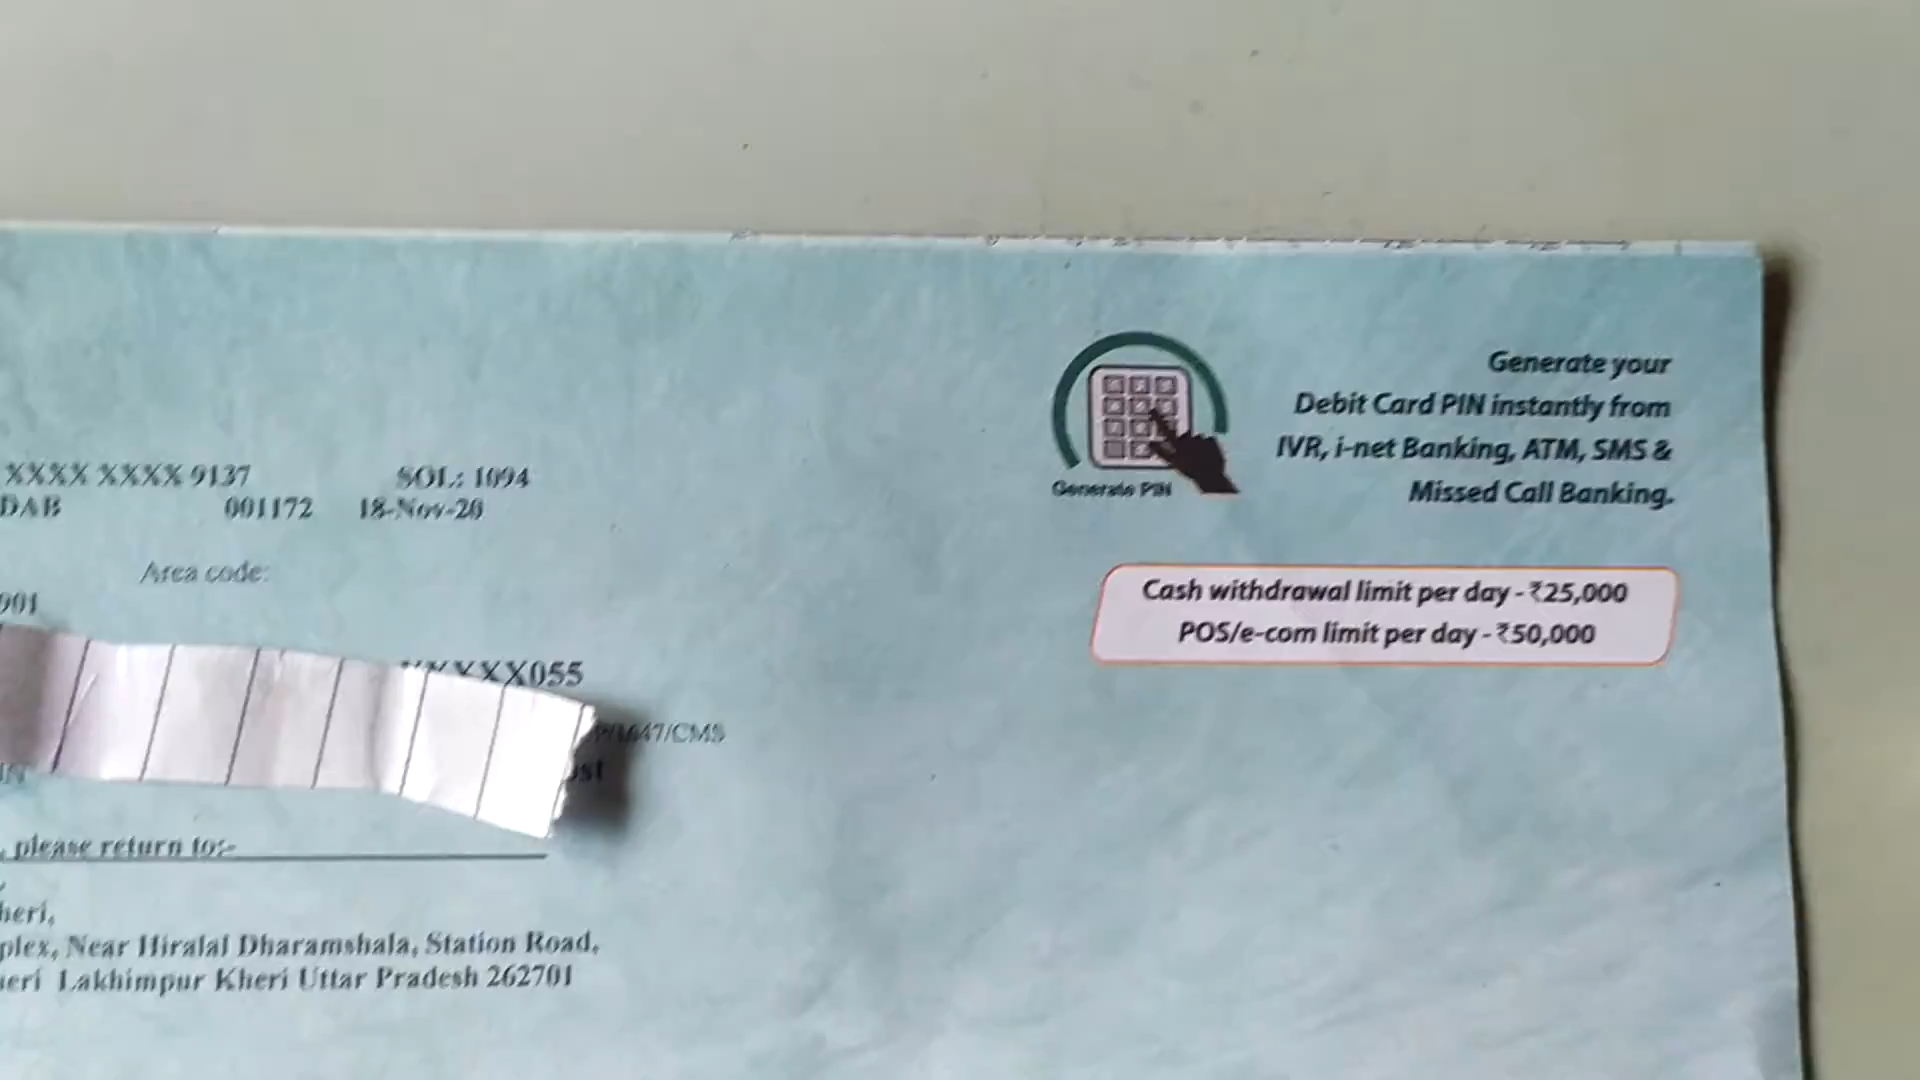 XXXX XXXX 9137 SOL: 1094
DAB 001172 18-Nov-20
Area code:
001
XXXX055
/CMS
please return to:-
heri,
plex, Near Hiralal Dharamshala, Station Road,
eri Lakhimpur Kheri Uttar Pradesh 262701
Generate PIN
Generate your
Debit Card PIN instantly from
IVR, i-net Banking, ATM, SMS &
Missed Call Banking.
Cash withdrawal limit per day - ₹25,000
POS/e-com limit per day - ₹50,000